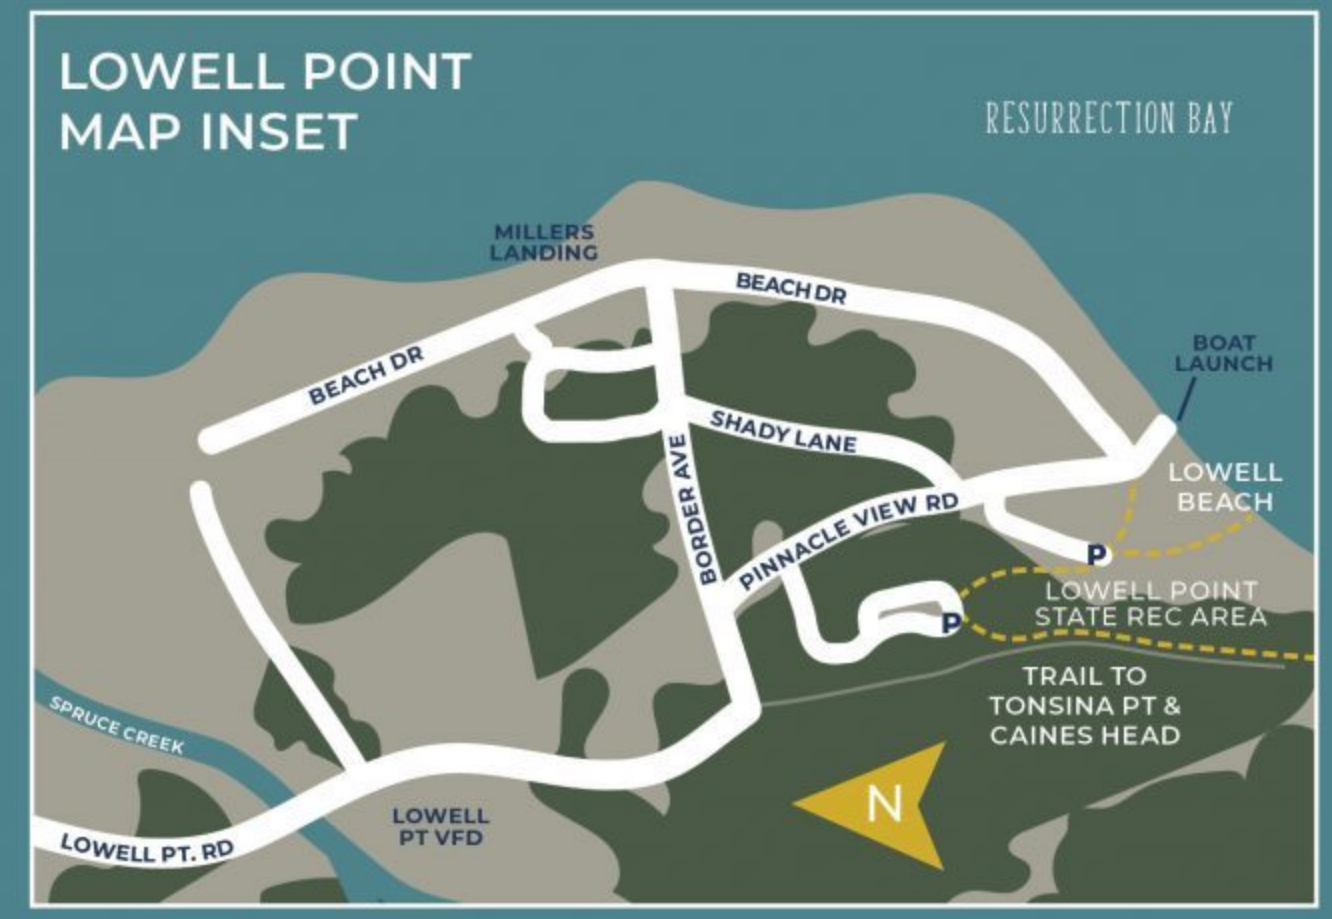 LOWELL POINT
MAP INSET
RESURRECTION BAY
MILLERS
LANDING
BEACH DR
BEACH DR
BOAT
LAUNCH
SHADY LANE
BORDER AVE
LOWELL
BEACH
PINNACLE VIEW RD
P
LOWELL POINT
STATE REC AREA
P
TRAIL TO
TONSINA PT &
CAINES HEAD
SPRUCE CREEK
N
LOWELL
PT VFD
LOWELL PT. RD